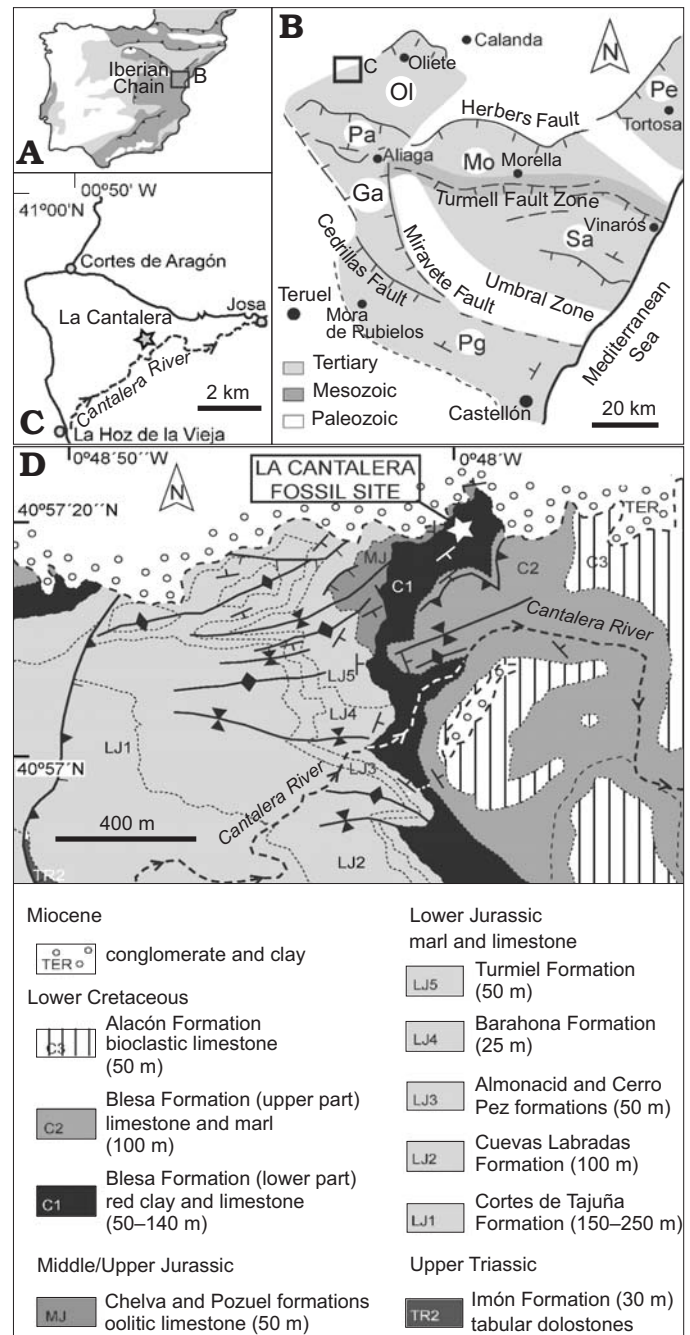 A
Iberian
Chain
B
B
C
Oliete
Calanda
N
Ol
Pe
Tortosa
Herbers Fault
Pa
Aliaga
Mo
Morella
Ga
Turmell Fault Zone
Vinarós
Sa
Cedrillas Fault
Miravete Fault
Umbral Zone
Teruel
Mora
de Rubielos
Pg
Mediterranean
Sea
Tertiary
Mesozoic
Paleozoic
Castellón
20 km
00º50' W
41º00'N
Cortes de Aragón
Josa
La Cantalera
Cantalera River
2 km
C
La Hoz de la Vieja
D
0º48'50''W
0º48'W
N
LA CANTALERA
FOSSIL SITE
40º57'20''N
TER
MJ
C1
C2
C3
Cantalera River
LJ5
LJ4
LJ1
LJ3
40º57'N
Cantalera River
400 m
LJ2
TR2
Miocene
TER
conglomerate and clay
Lower Cretaceous
C3
Alacón Formation
bioclastic limestone
(50 m)
C2
Blesa Formation (upper part)
limestone and marl
(100 m)
C1
Blesa Formation (lower part)
red clay and limestone
(50–140 m)
Middle/Upper Jurassic
MJ
Chelva and Pozuel formations
oolitic limestone (50 m)
Lower Jurassic
marl and limestone
LJ5
Turmiel Formation
(50 m)
LJ4
Barahona Formation
(25 m)
LJ3
Almonacid and Cerro
Pez formations (50 m)
LJ2
Cuevas Labradas
Formation (100 m)
LJ1
Cortes de Tajuña
Formation (150–250 m)
Upper Triassic
TR2
Imón Formation (30 m)
tabular dolostones